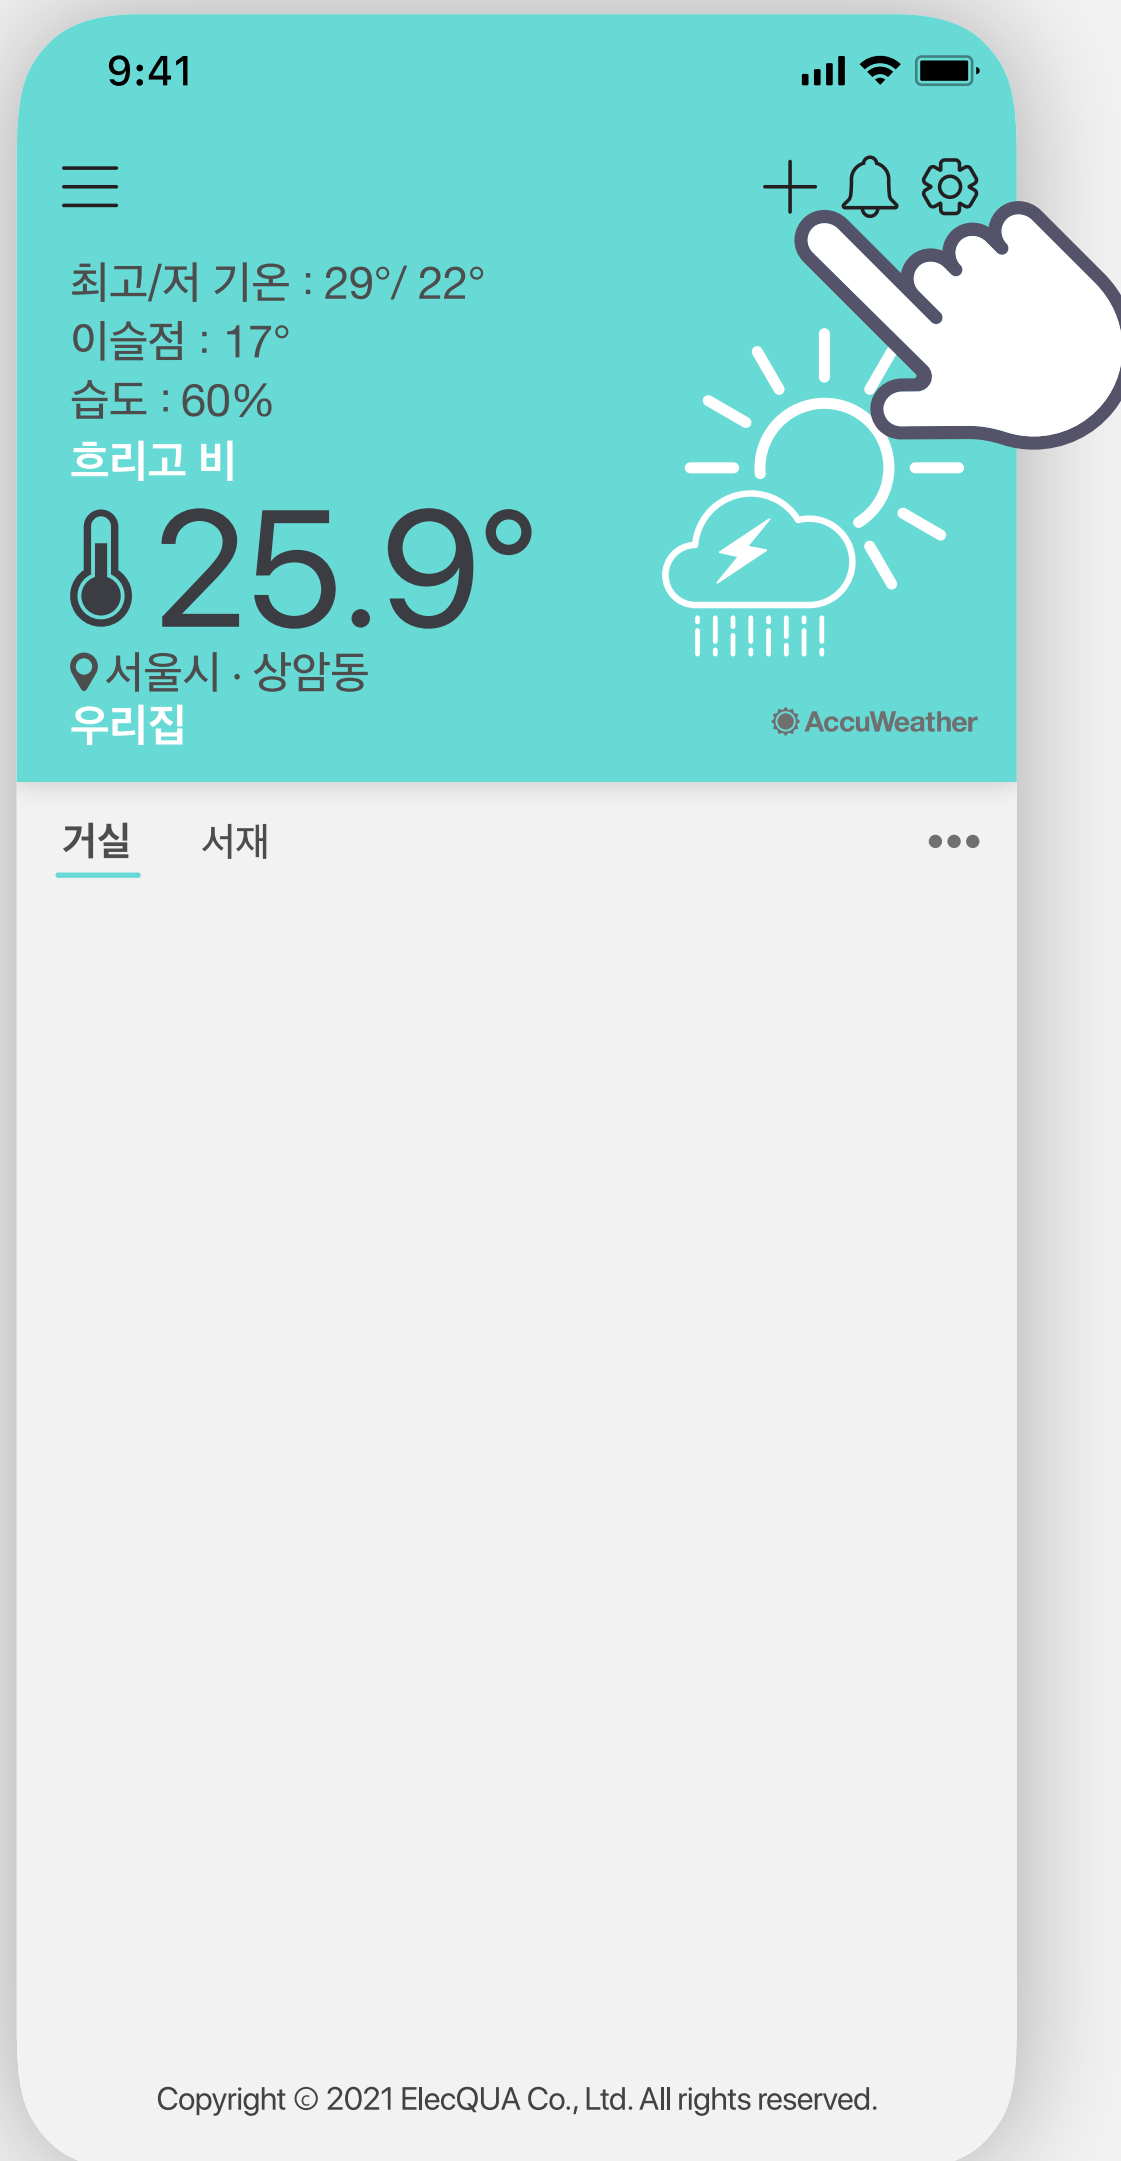 9:41
최고/저 기온 : 29°/ 22°
이슬점 : 17°
습도 : 60%
흐리고 비
25.9°
서울시 · 상암동
우리집
AccuWeather
거실 서재
Copyright © 2021 ElecQUA Co., Ltd. All rights reserved.